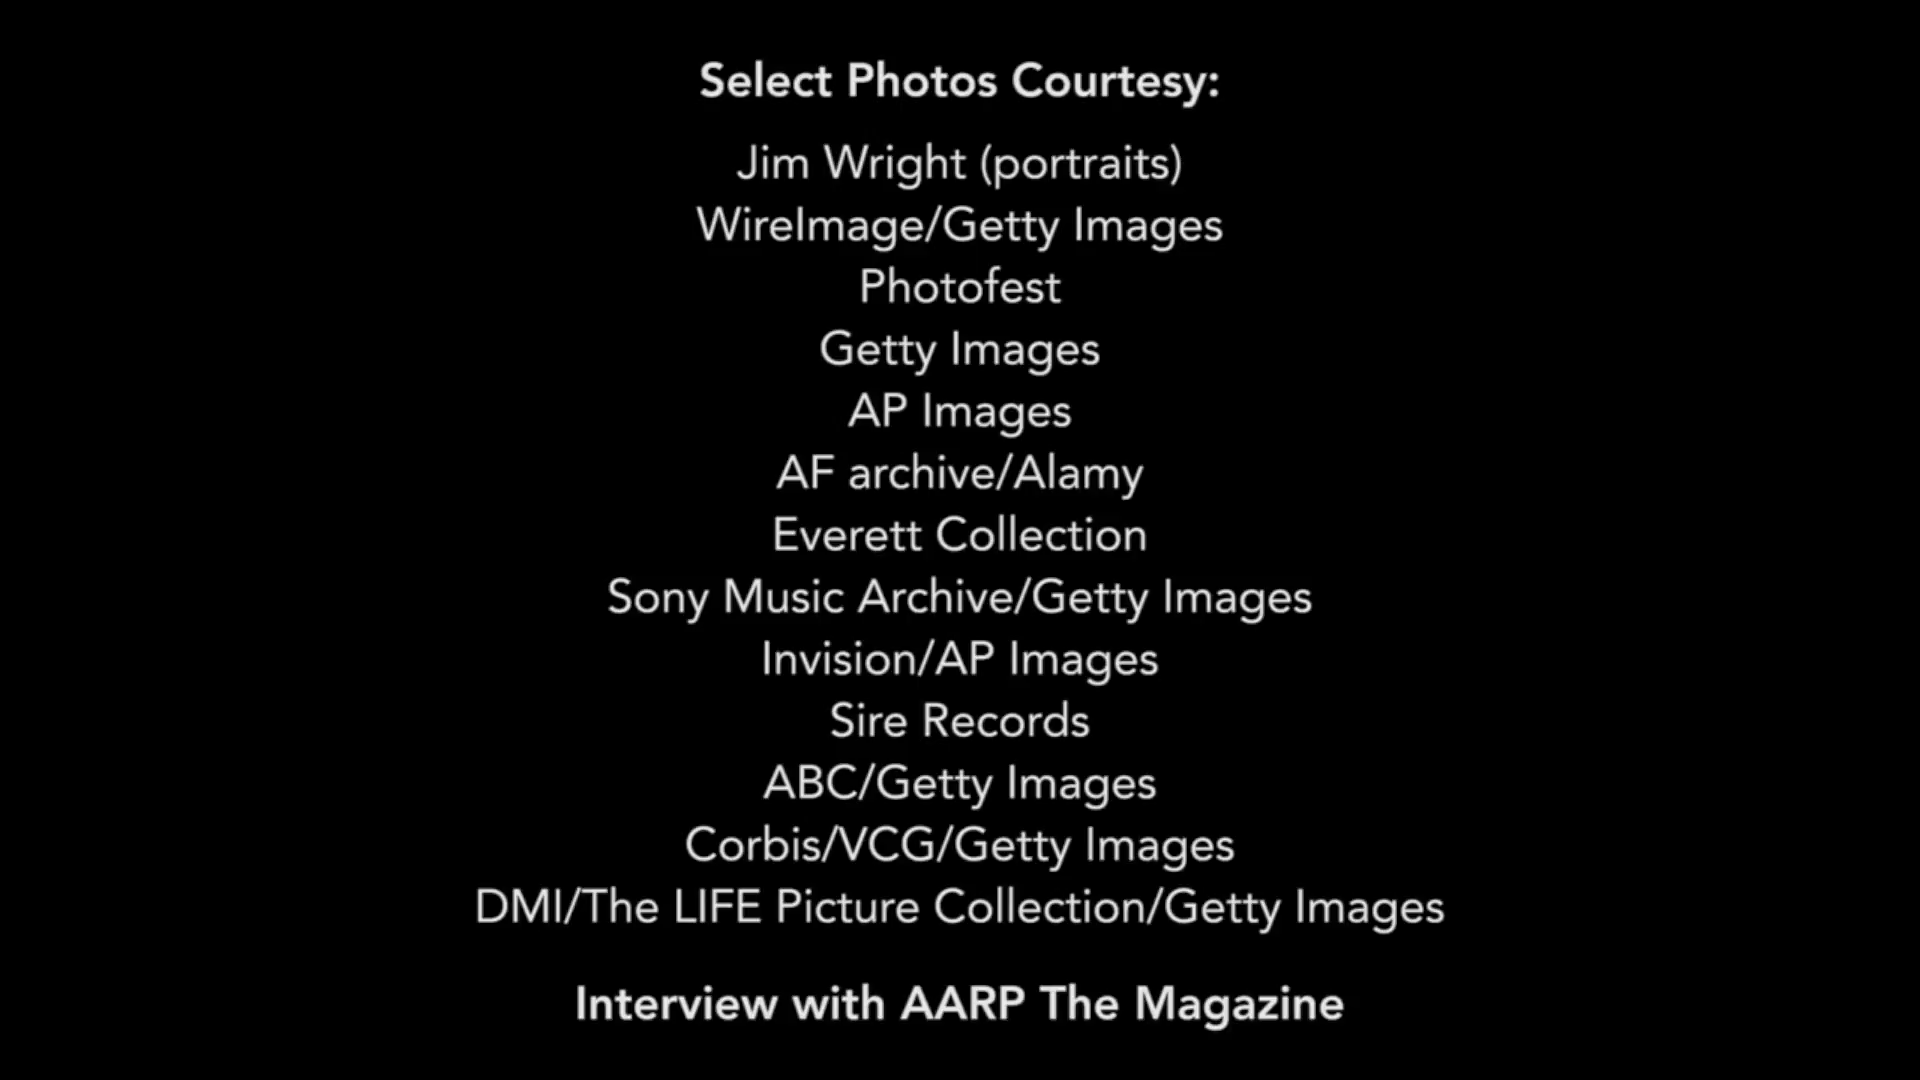 Select Photos Courtesy:
Jim Wright (portraits)
WireImage/Getty Images
Photofest
Getty Images
AP Images
AF archive/Alamy
Everett Collection
Sony Music Archive/Getty Images
Invision/AP Images
Sire Records
ABC/Getty Images
Corbis/VCG/Getty Images
DMI/The LIFE Picture Collection/Getty Images
Interview with AARP The Magazine